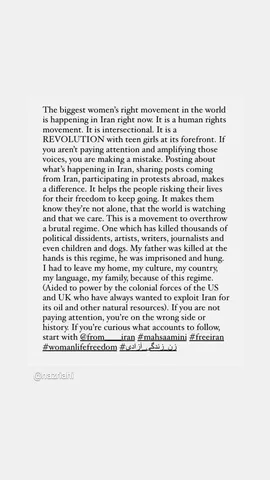 The biggest women's right movement in the world
is happening in Iran right now. It is a human rights
movement. It is intersectional. It is a
REVOLUTION with teen girls at its forefront. If
you aren't paying attention and amplifying those
voices, you are making a mistake. Posting about
what's happening in Iran, sharing posts coming
from Iran, participating in protests abroad, makes
a difference. It helps the people risking their lives
for their freedom to keep going. It makes them
know they're not alone, that the world is watching
and that we care. This is a movement to overthrow
a brutal regime. One which has killed thousands of
political dissidents, artists, writers, journalists and
even children and dogs. My father was killed at the
hands is this regime, he was imprisoned and hung.
I had to leave my home, my culture, my country,
my language, my family, because of this regime.
(Aided to power by the colonial forces of the US
and UK who have always wanted to exploit Iran for
its oil and other natural resources). If you are not
paying attention, you're on the wrong side or
history. If you're curious what accounts to follow,
start with @from____iran #mahsaamini #freeiran
#womanlifefreedom #زن_زندگی_آزادی